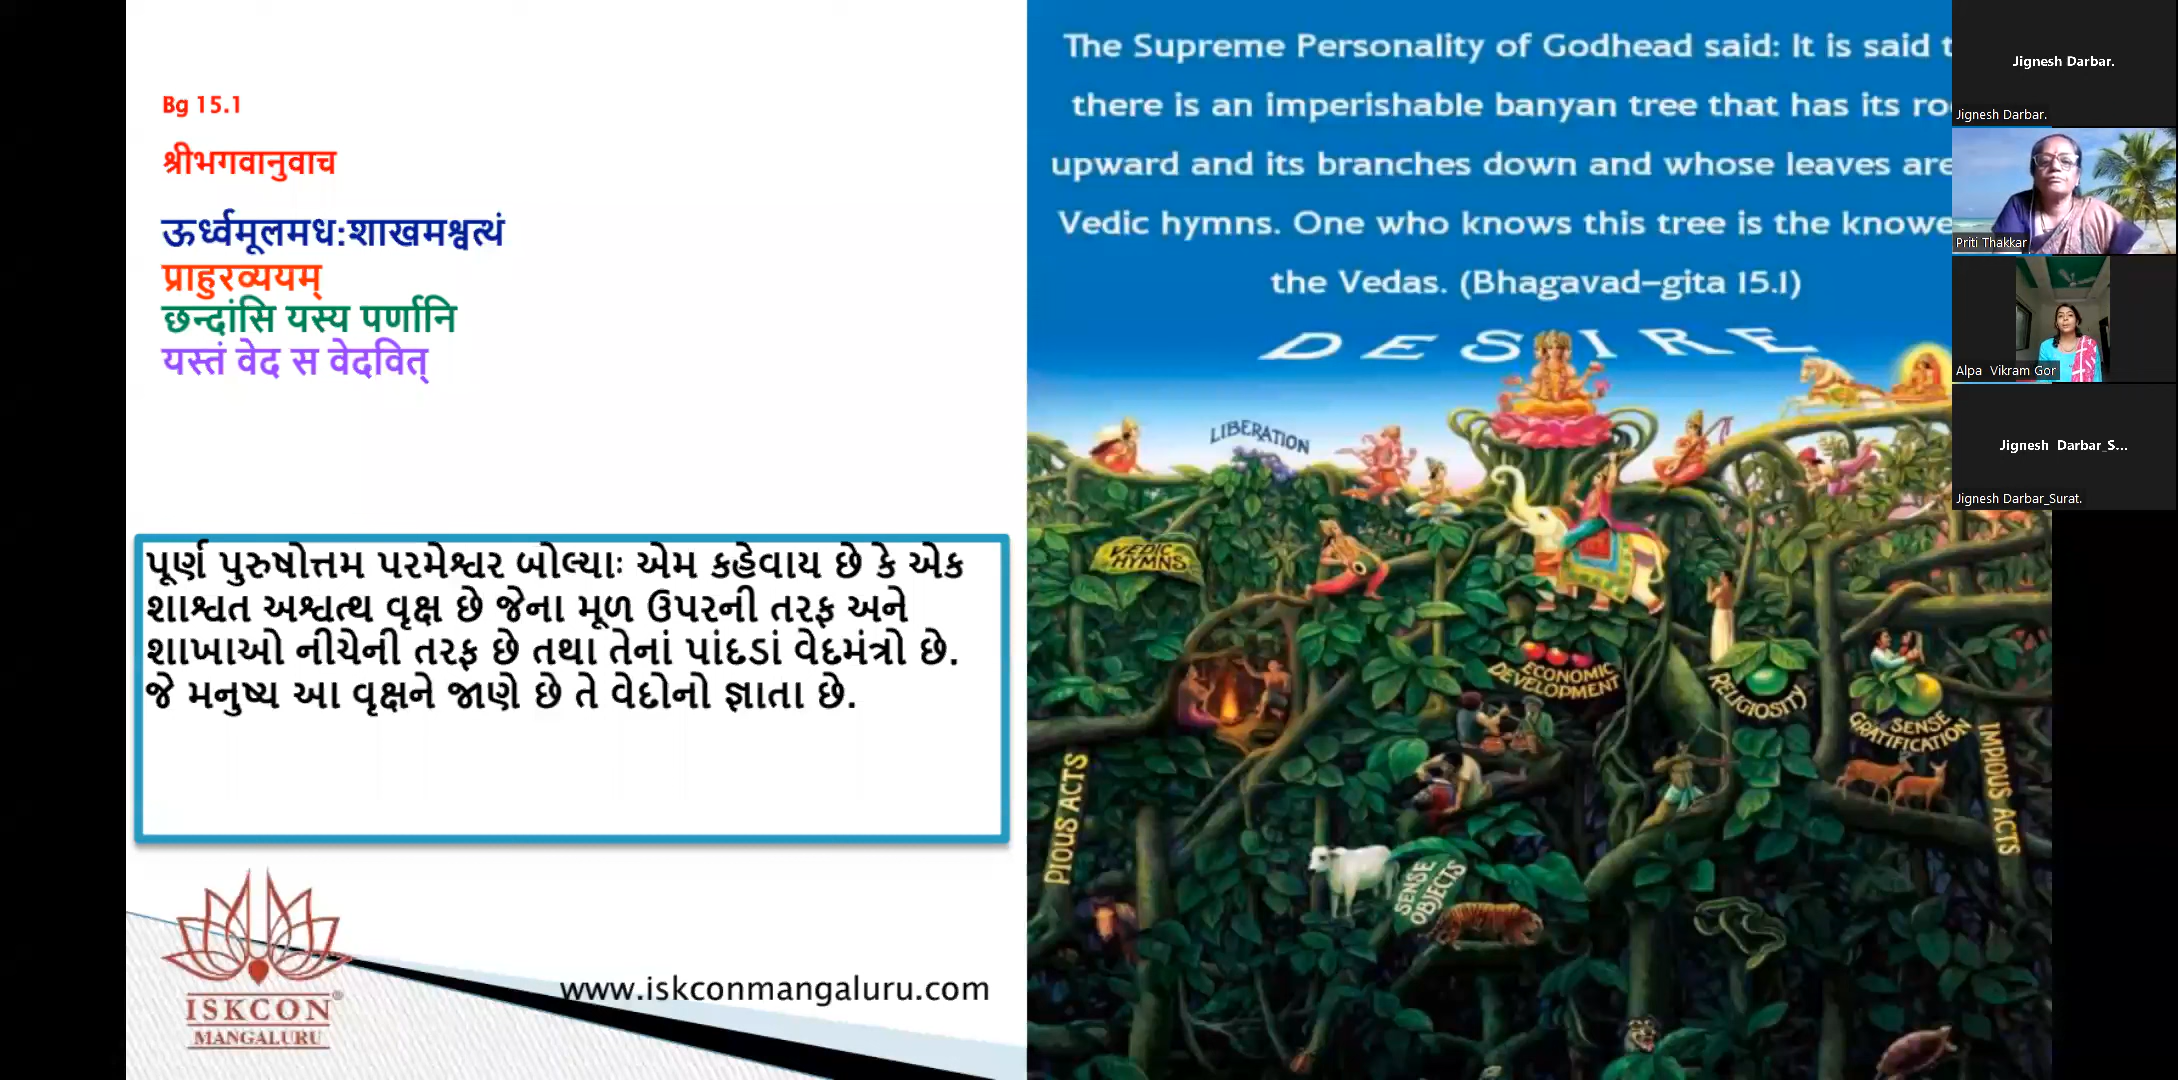 Bg 15.1
श्रीभगवानुवाच
ऊर्ध्वमूलमध:शाखमश्वत्थं
प्राहुरव्ययम्
छन्दांसि यस्य पर्णानि
यस्तं वेद स वेदवित्
પૂર્ણ પુરુષોત્તમ પરમેશ્વર બોલ્યાઃ એમ કહેવાય છે કે એક
શાશ્વત અશ્વત્થ વૃક્ષ છે જેના મૂળ ઉપરની તરફ અને
શાખાઓ નીચેની તરફ છે તથા તેનાં પાંદડાં વેદમંત્રો છે.
જે મનુષ્ય આ વૃક્ષને જાણે છે તે વેદોનો જ્ઞાતા છે.
ISKCON®
MANGALURU
www.iskconmangaluru.com
The Supreme Personality of Godhead said: It is said
there is an imperishable banyan tree that has its
upward and its branches down and whose leaves are
Vedic hymns. One who knows this tree is the
the Vedas. (Bhagavad-gita 15.1)
DESIRE
LIBERATION
VEDIC
HYMNS
ECONOMIC
DEVELOPMENT
RELIGIOSITY
SENSE
GRATIFICATION
PIOUS ACTS
IMPIOUS ACTS
SENSE
OBJECTS
Jignesh Darbar.
Jignesh Darbar.
Priti Thakkar
Alpa Vikram Gor
Jignesh Darbar_S...
Jignesh Darbar_Surat.